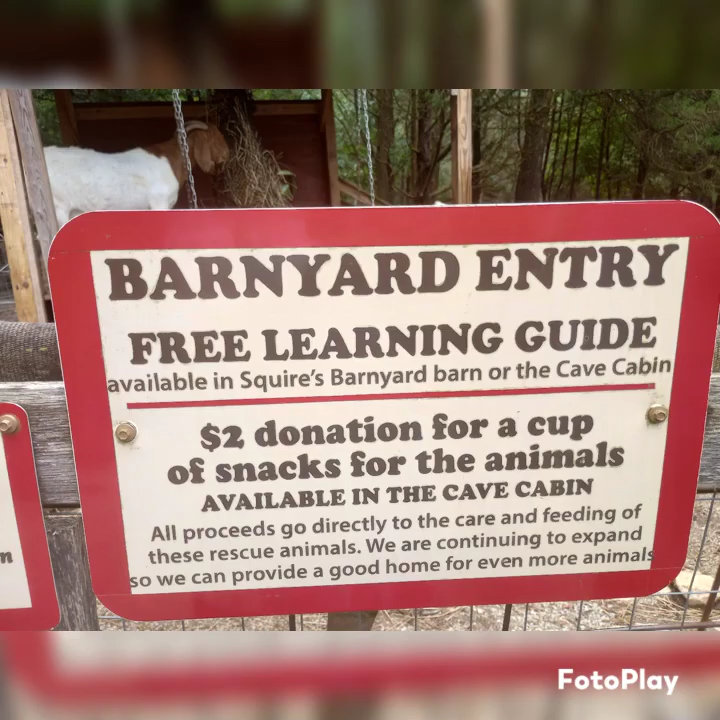 BARNYARD ENTRY
FREE LEARNING GUIDE
available in Squire's Barnyard barn or the Cave Cabin
$2 donation for a cup
of snacks for the animals
AVAILABLE IN THE CAVE CABIN
All proceeds go directly to the care and feeding of
these rescue animals. We are continuing to expand
so we can provide a good home for even more animals
FotoPlay